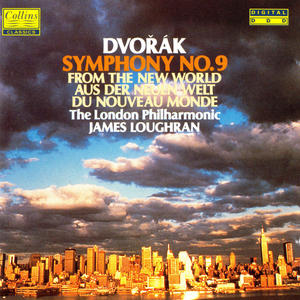 Collins
CLASSICS
DIGITAL
DDD
DVOŘÁK
SYMPHONY NO.9
FROM THE NEW WORLD
AUS DER NEUEN WELT
DU NOUVEAU MONDE
The London Philharmonic
JAMES LOUGHRAN